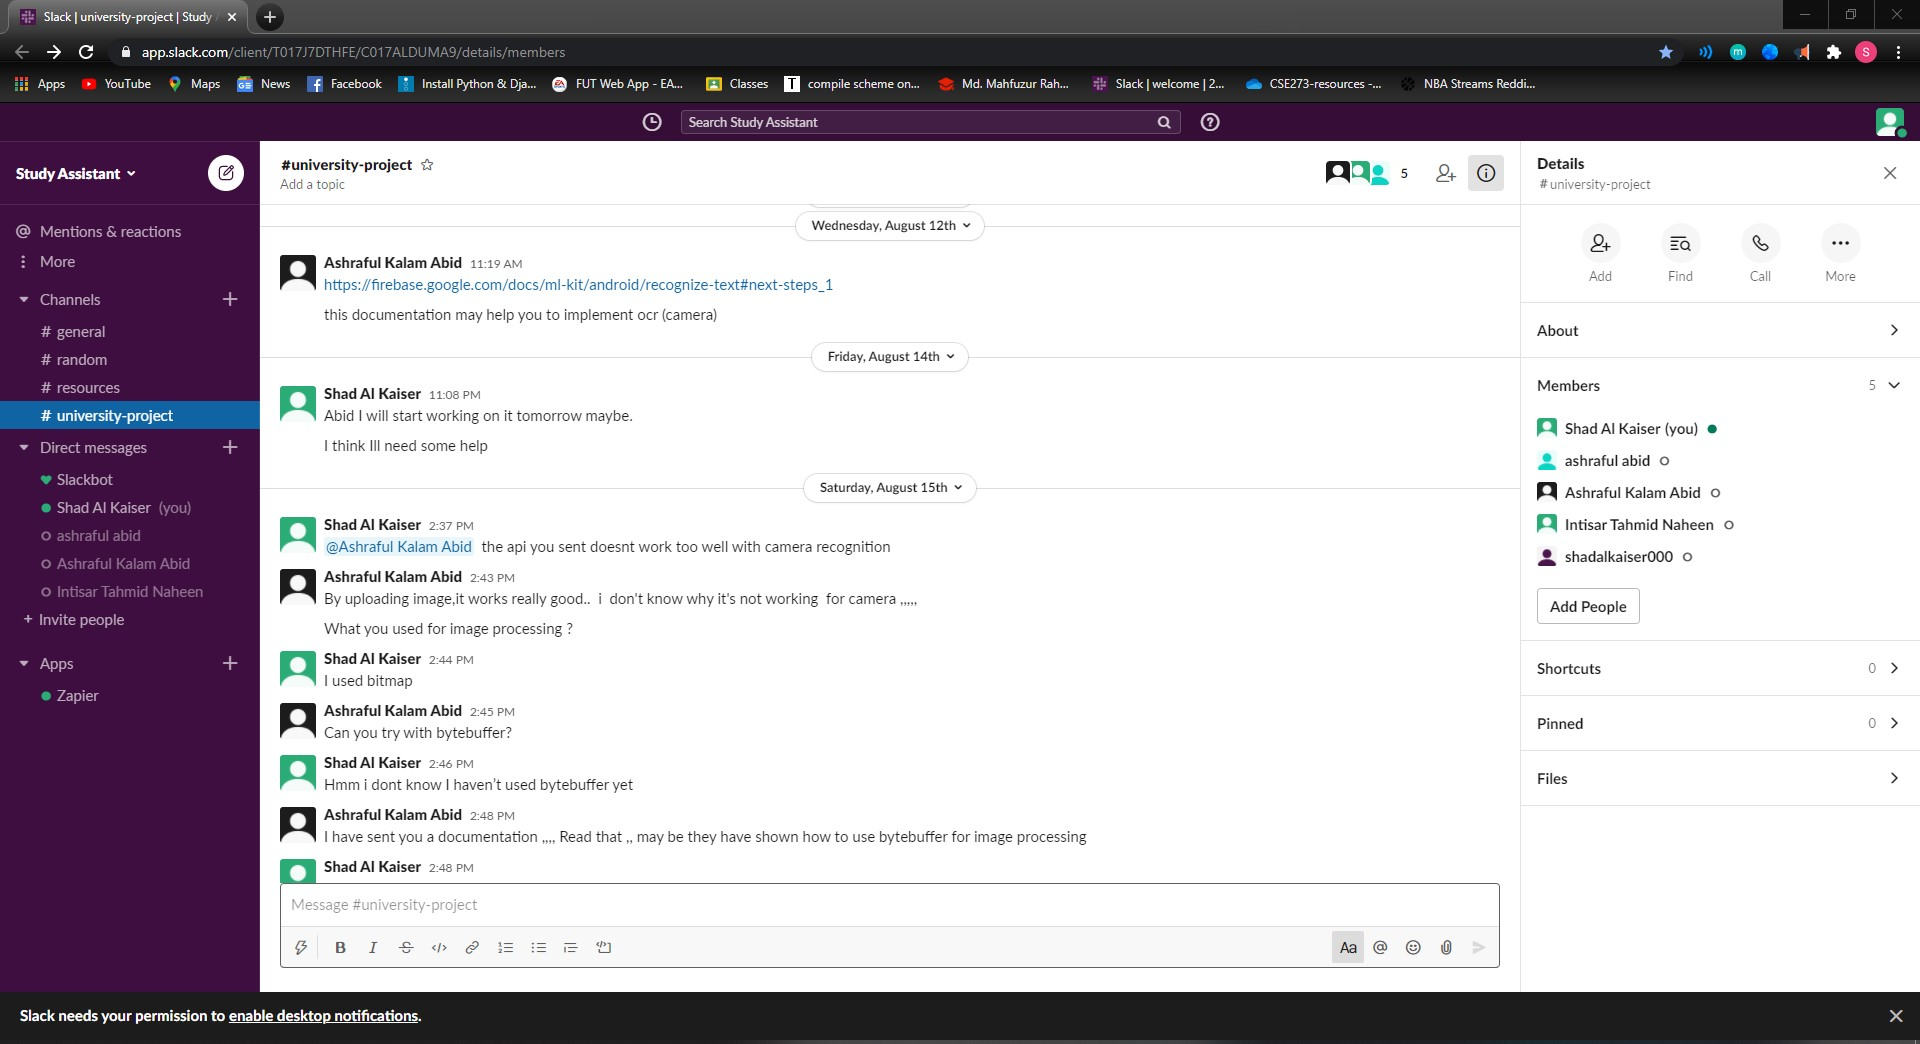 Slack | university-project | Study
app.slack.com/client/T017J7DTHFE/C017ALDUMA9/details/members
S
Apps YouTube Maps News Facebook Install Python & Dja... FUT Web App - EA... Classes compile scheme on... Md. Mahfuzur Rah... Slack | welcome | 2... CSE273-resources -... NBA Streams Reddi...
Search Study Assistant
Study Assistant
Mentions & reactions
More
Channels
# general
# random
# resources
# university-project
Direct messages
Slackbot
Shad Al Kaiser (you)
ashraful abid
Ashraful Kalam Abid
Intisar Tahmid Naheen
+ Invite people
Apps
Zapier
#university-project
Add a topic
5
Wednesday, August 12th
Ashraful Kalam Abid 11:19 AM
https://firebase.google.com/docs/ml-kit/android/recognize-text#next-steps_1
this documentation may help you to implement ocr (camera)
Friday, August 14th
Shad Al Kaiser 11:08 PM
Abid I will start working on it tomorrow maybe.
I think Ill need some help
Saturday, August 15th
Shad Al Kaiser 2:37 PM
@Ashraful Kalam Abid the api you sent doesnt work too well with camera recognition
Ashraful Kalam Abid 2:43 PM
By uploading image,it works really good.. i don't know why it's not working for camera ,,,,,
What you used for image processing ?
Shad Al Kaiser 2:44 PM
I used bitmap
Ashraful Kalam Abid 2:45 PM
Can you try with bytebuffer?
Shad Al Kaiser 2:46 PM
Hmm i dont know I haven't used bytebuffer yet
Ashraful Kalam Abid 2:48 PM
I have sent you a documentation ,,,, Read that ,, may be they have shown how to use bytebuffer for image processing
Shad Al Kaiser 2:48 PM
Message #university-project
B I S </> Aa @
Details
# university-project
Add Find Call More
About
Members 5
Shad Al Kaiser (you)
ashraful abid
Ashraful Kalam Abid
Intisar Tahmid Naheen
shadalkaiser000
Add People
Shortcuts 0
Pinned 0
Files
Slack needs your permission to enable desktop notifications.